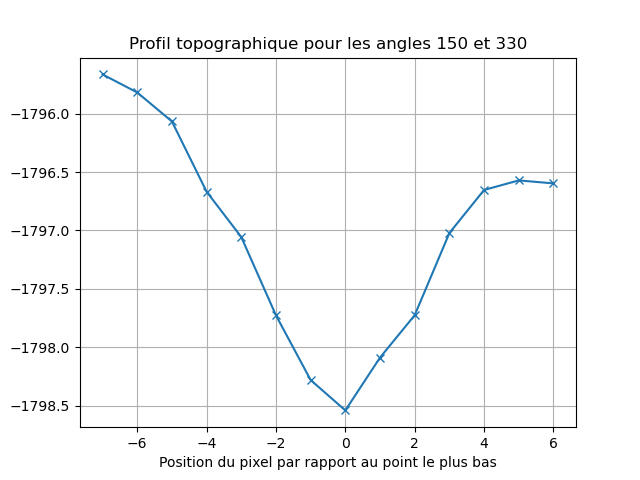 Profil topographique pour les angles 150 et 330
−1796.0
−1796.5
−1797.0
−1797.5
−1798.0
−1798.5
−6 −4 −2 0 2 4 6
Position du pixel par rapport au point le plus bas